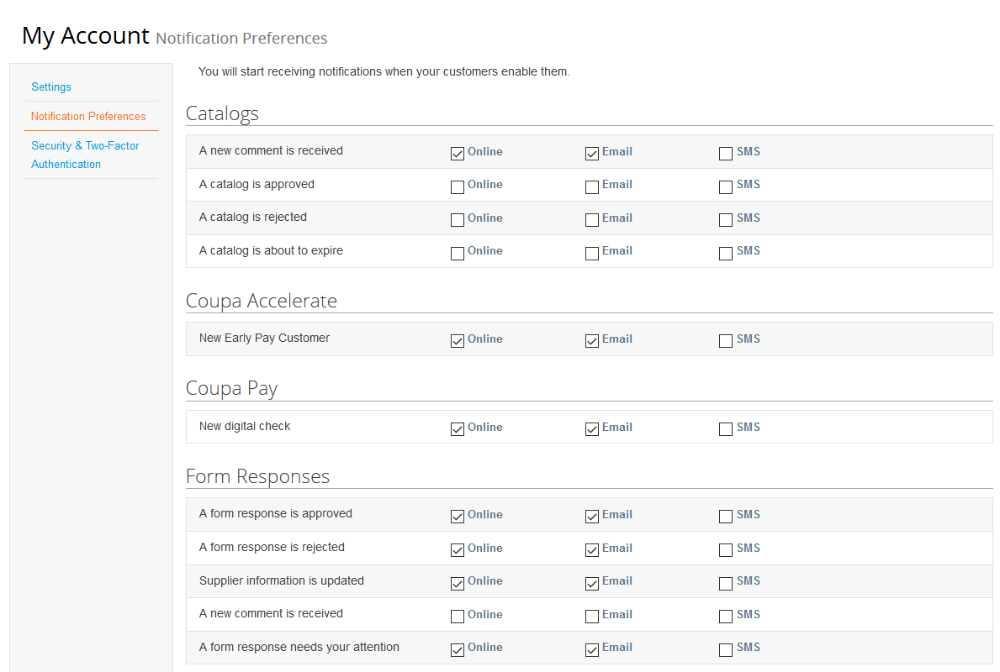 My Account Notification Preferences
You will start receiving notifications when your customers enable them.
Settings
Notification Preferences
Security & Two-Factor
Authentication
Catalogs
A new comment is received Online Email SMS
A catalog is approved Online Email SMS
A catalog is rejected Online Email SMS
A catalog is about to expire Online Email SMS
Coupa Accelerate
New Early Pay Customer Online Email SMS
Coupa Pay
New digital check Online Email SMS
Form Responses
A form response is approved Online Email SMS
A form response is rejected Online Email SMS
Supplier information is updated Online Email SMS
A new comment is received Online Email SMS
A form response needs your attention Online Email SMS